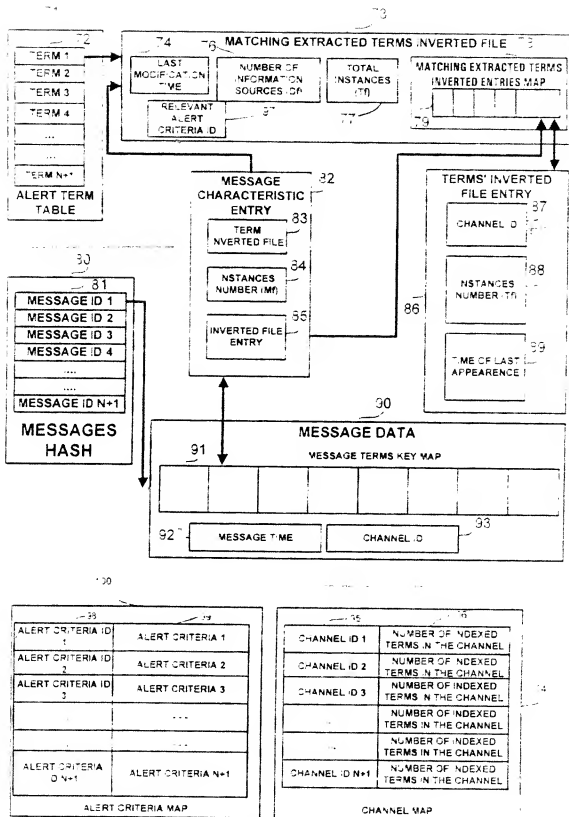 71
73
72
TERM 1
TERM 2
TERM 3
TERM 4
....
....
TERM N+1
ALERT TERM
TABLE
MATCHING EXTRACTED TERMS INVERTED FILE
74
LAST
MODIFICATION
TIME
76
NUMBER OF
INFORMATION
SOURCES (Df)
TOTAL
INSTANCES
(Tf)
77
78
MATCHING EXTRACTED TERMS
INVERTED ENTRIES MAP
79
RELEVANT
ALERT
CRITERIA ID
97
MESSAGE
CHARACTERISTIC
ENTRY
82
83
TERM
INVERTED FILE
84
NSTANCES
NUMBER (Mf)
85
INVERTED FILE
ENTRY
TERMS' INVERTED
FILE ENTRY
87
CHANNEL ID
88
NSTANCES
NUMBER (Tf)
86
89
TIME OF LAST
APPEARENCE
80
81
MESSAGE ID 1
MESSAGE ID 2
MESSAGE ID 3
MESSAGE ID 4
....
....
MESSAGE ID N+1
MESSAGES
HASH
90
MESSAGE DATA
MESSAGE TERMS KEY MAP
91
92
MESSAGE TIME
CHANNEL ID
93
100
98
99
ALERT CRITERIA ID
1
ALERT CRITERIA 1
ALERT CRITERIA ID
2
ALERT CRITERIA 2
ALERT CRITERIA ID
3
ALERT CRITERIA 3
...
...
...
...
ALERT CRITERIA
ID N+1
ALERT CRITERIA N+1
ALERT CRITERIA MAP
95
96
CHANNEL ID 1
NUMBER OF INDEXED
TERMS IN THE CHANNEL
CHANNEL ID 2
NUMBER OF INDEXED
TERMS IN THE CHANNEL
CHANNEL ID 3
NUMBER OF INDEXED
TERMS IN THE CHANNEL
...
NUMBER OF INDEXED
TERMS IN THE CHANNEL
...
NUMBER OF INDEXED
TERMS IN THE CHANNEL
CHANNEL ID N+1
NUMBER OF INDEXED
TERMS IN THE CHANNEL
CHANNEL MAP